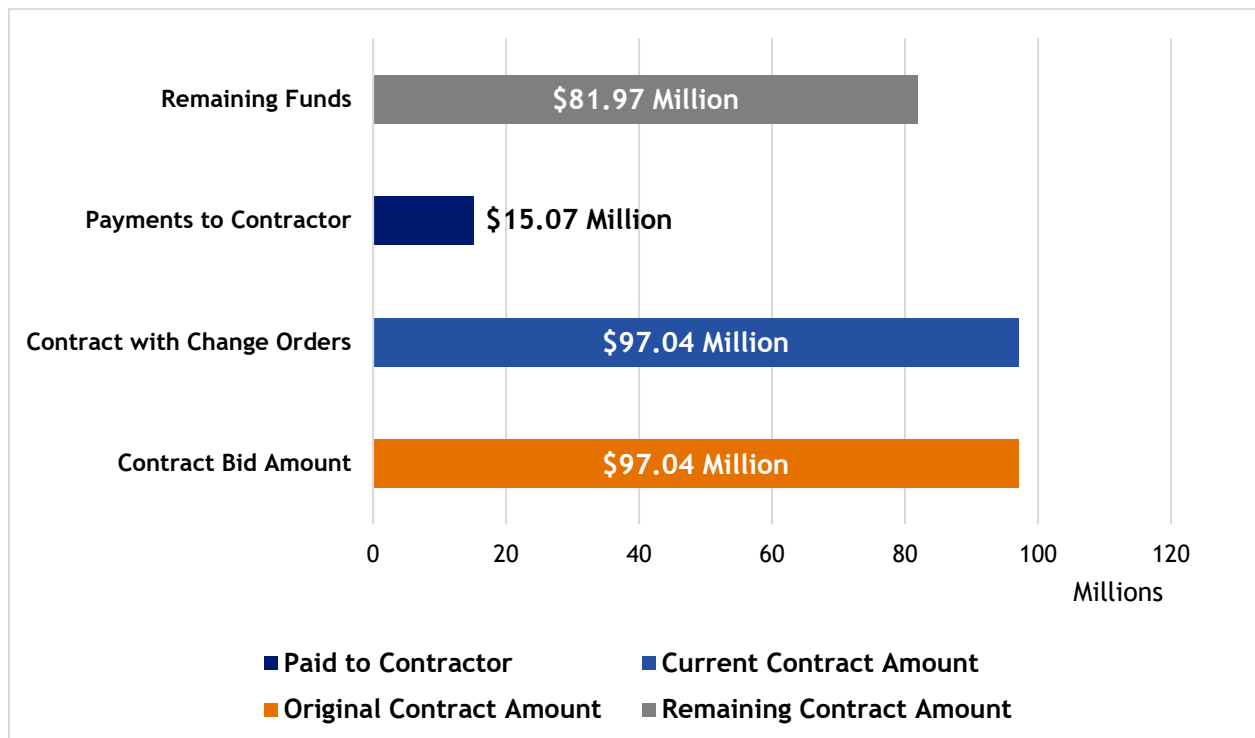 Remaining Funds $81.97 Million
Payments to Contractor $15.07 Million
Contract with Change Orders $97.04 Million
Contract Bid Amount $97.04 Million
0 20 40 60 80 100 120
Millions
Paid to Contractor Current Contract Amount
Original Contract Amount Remaining Contract Amount